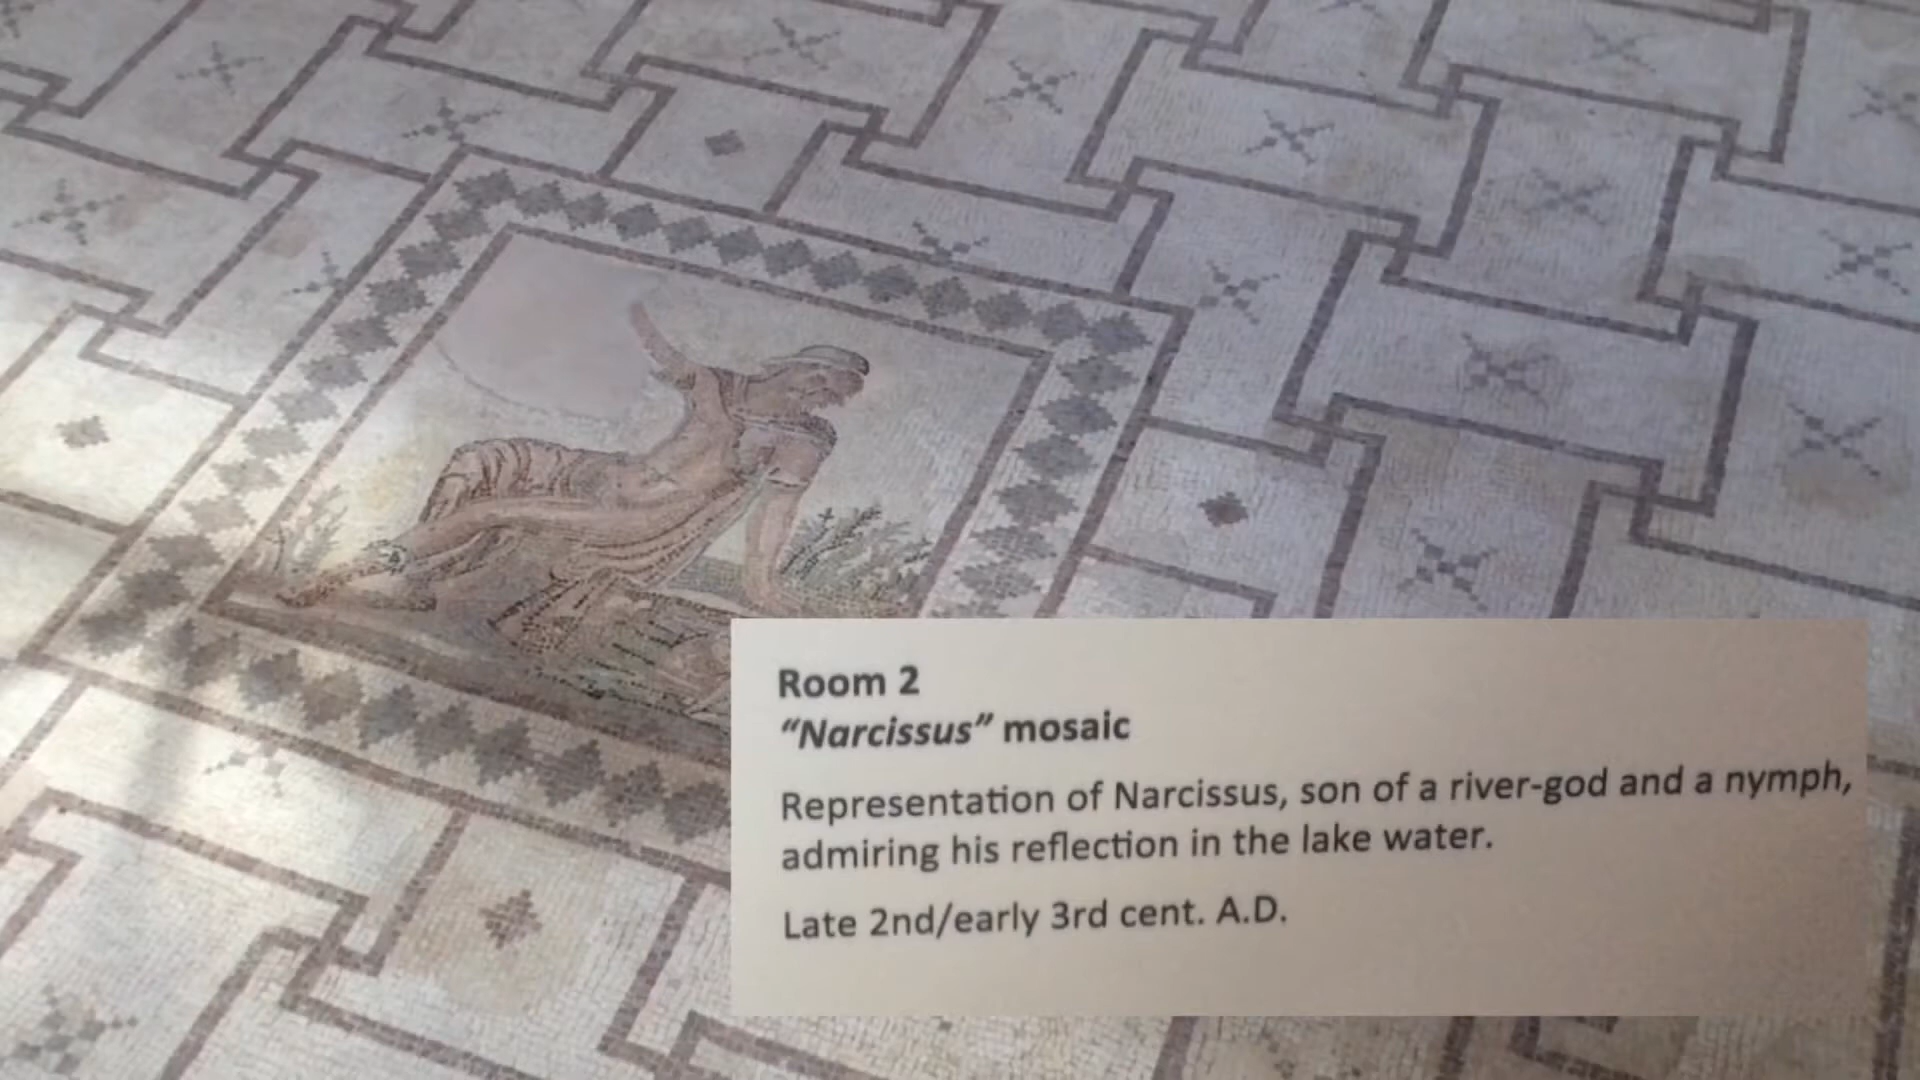 Room 2
“Narcissus” mosaic
Representation of Narcissus, son of a river-god and a nymph,
admiring his reflection in the lake water.
Late 2nd/early 3rd cent. A.D.